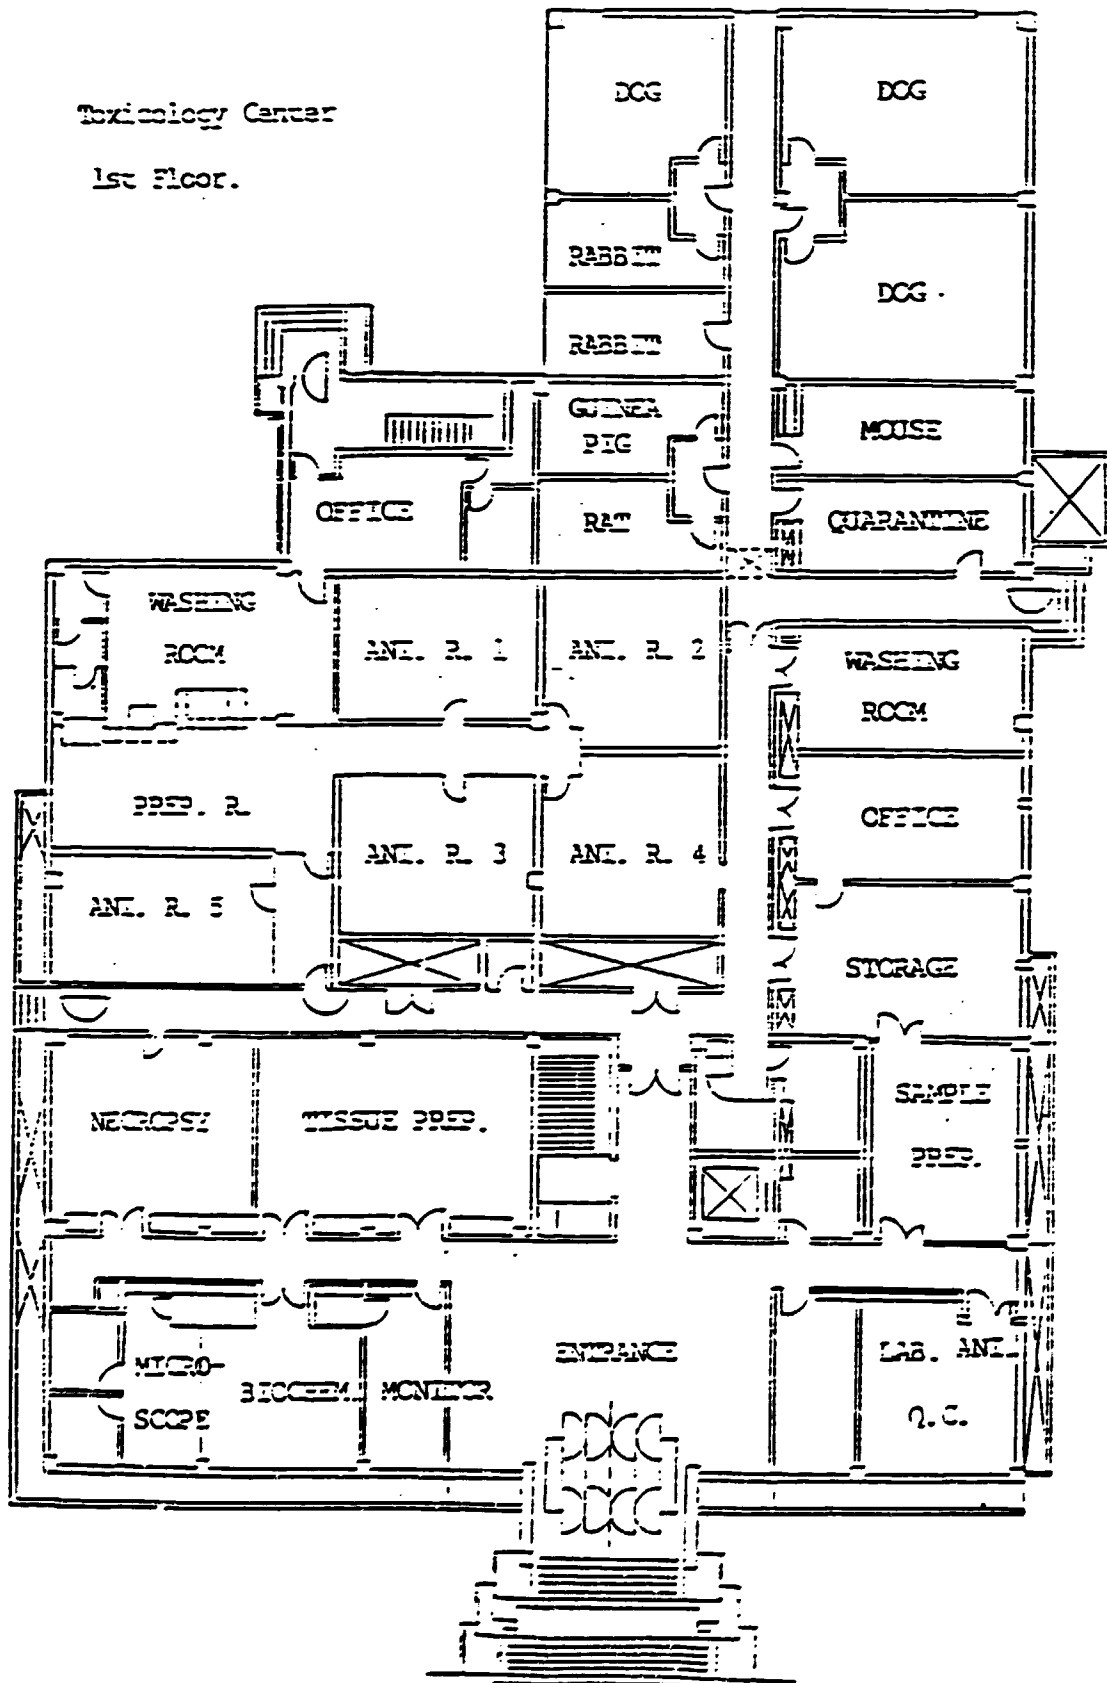 Toxicology Center
1st Floor.
DOG
DOG
RABBIT
DOG
RABBIT
GUINEA
PIG
MOUSE
OFFICE
RAT
QUARANTINE
WASHING
ROOM
ANI. R. 1
ANI. R. 2
WASHING
ROOM
PREP. R.
OFFICE
ANI. R. 3
ANI. R. 4
ANI. R. 5
STORAGE
NECROPSY
TISSUE PREP.
SAMPLE
PREP.
ENTRANCE
LAB. ANI.
Q.C.
MICRO-
SCOPE
BIOCHEM.
MONITOR